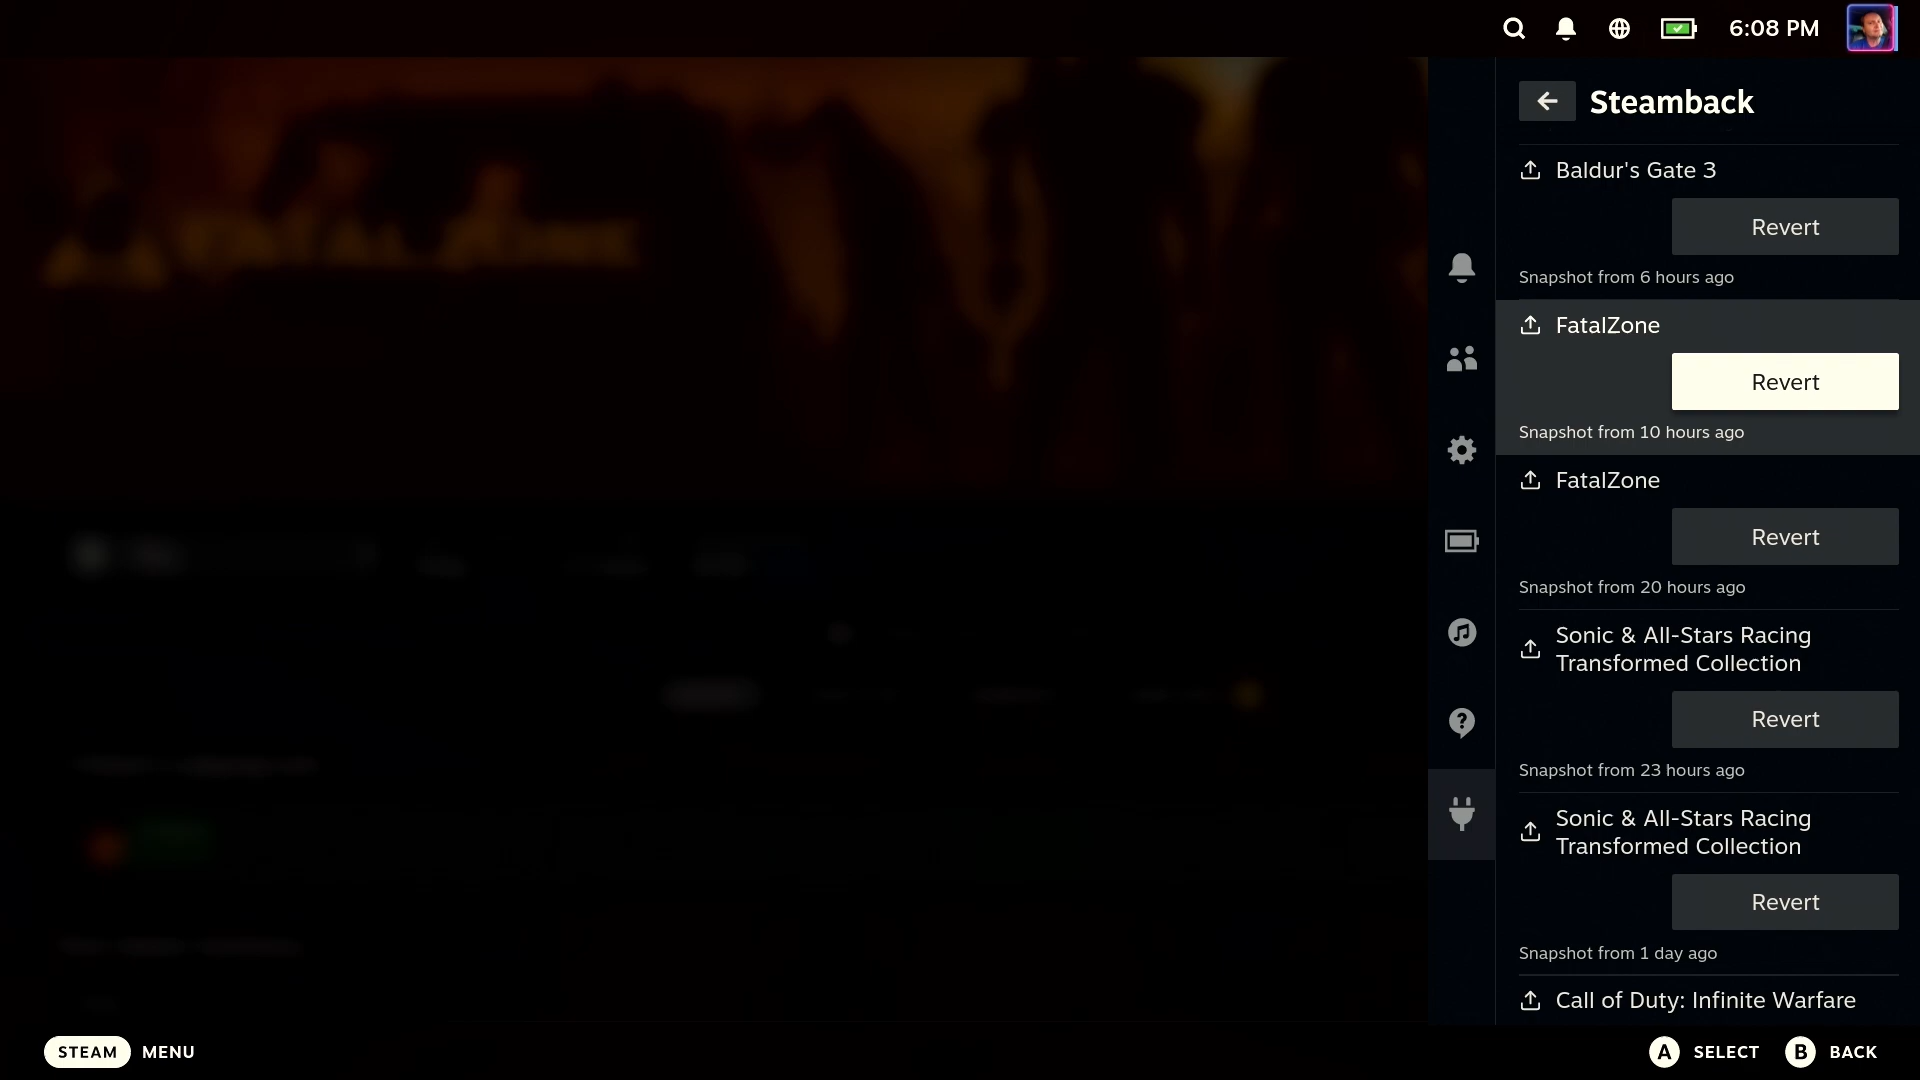 6:08 PM
Steamback
Baldur's Gate 3
Revert
Snapshot from 6 hours ago
FatalZone
Revert
Snapshot from 10 hours ago
FatalZone
Revert
Snapshot from 20 hours ago
Sonic & All-Stars Racing
Transformed Collection
Revert
Snapshot from 23 hours ago
Sonic & All-Stars Racing
Transformed Collection
Revert
Snapshot from 1 day ago
Call of Duty: Infinite Warfare
STEAM MENU
A SELECT B BACK